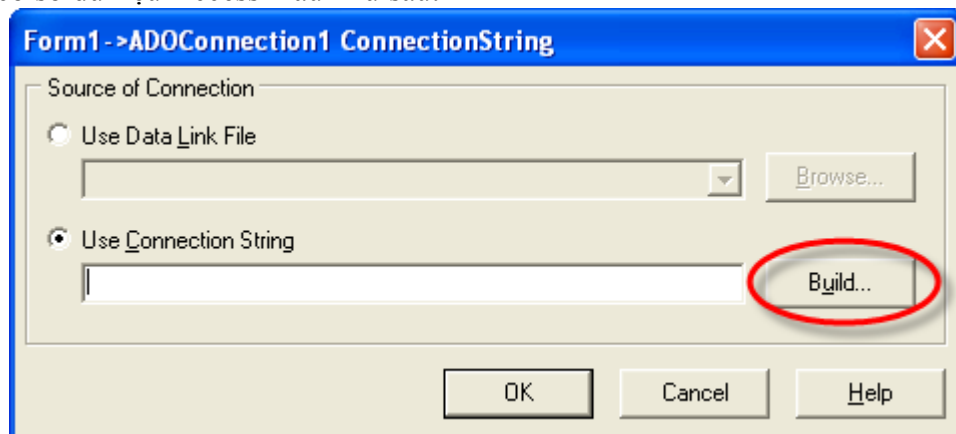 Form1->ADOConnection1 ConnectionString
Source of Connection
Use Data Link File
Browse...
Use Connection String
Build...
OK
Cancel
Help